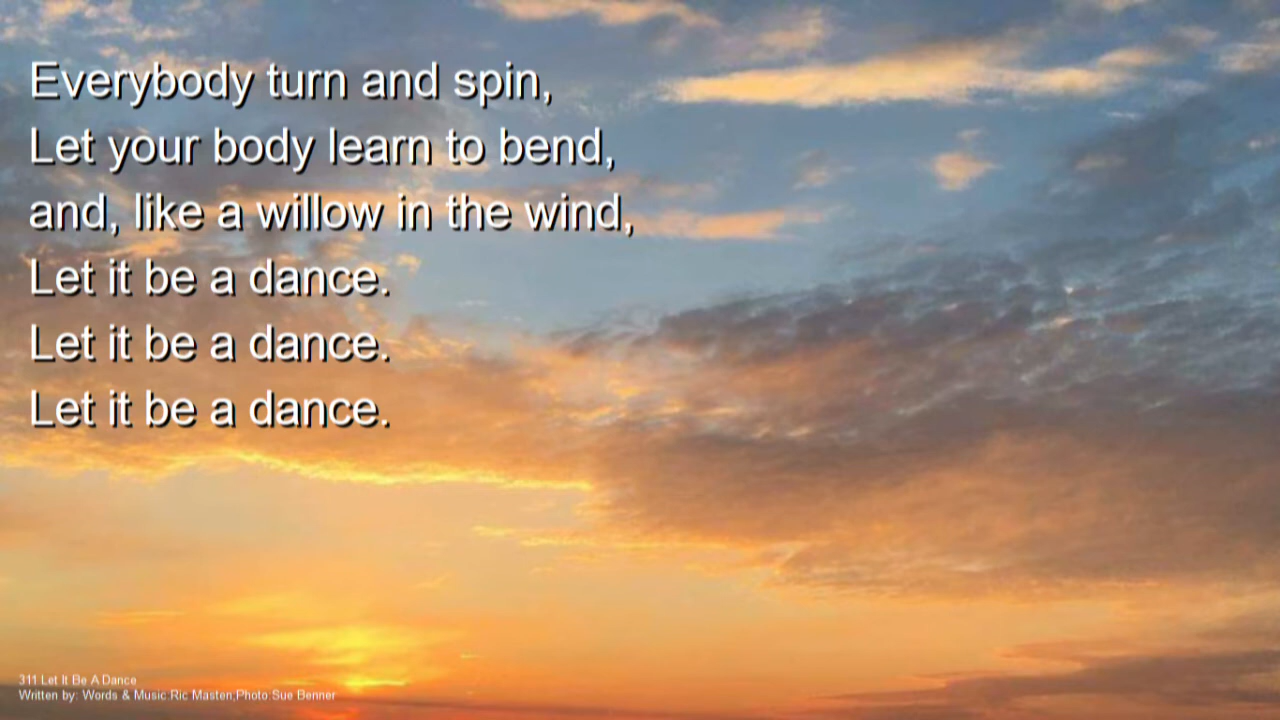 Everybody turn and spin,
Let your body learn to bend,
and, like a willow in the wind,
Let it be a dance.
Let it be a dance.
Let it be a dance.
311 Let It Be A Dance
Written by: Words & Music Ric Masten,Photo Sue Benner